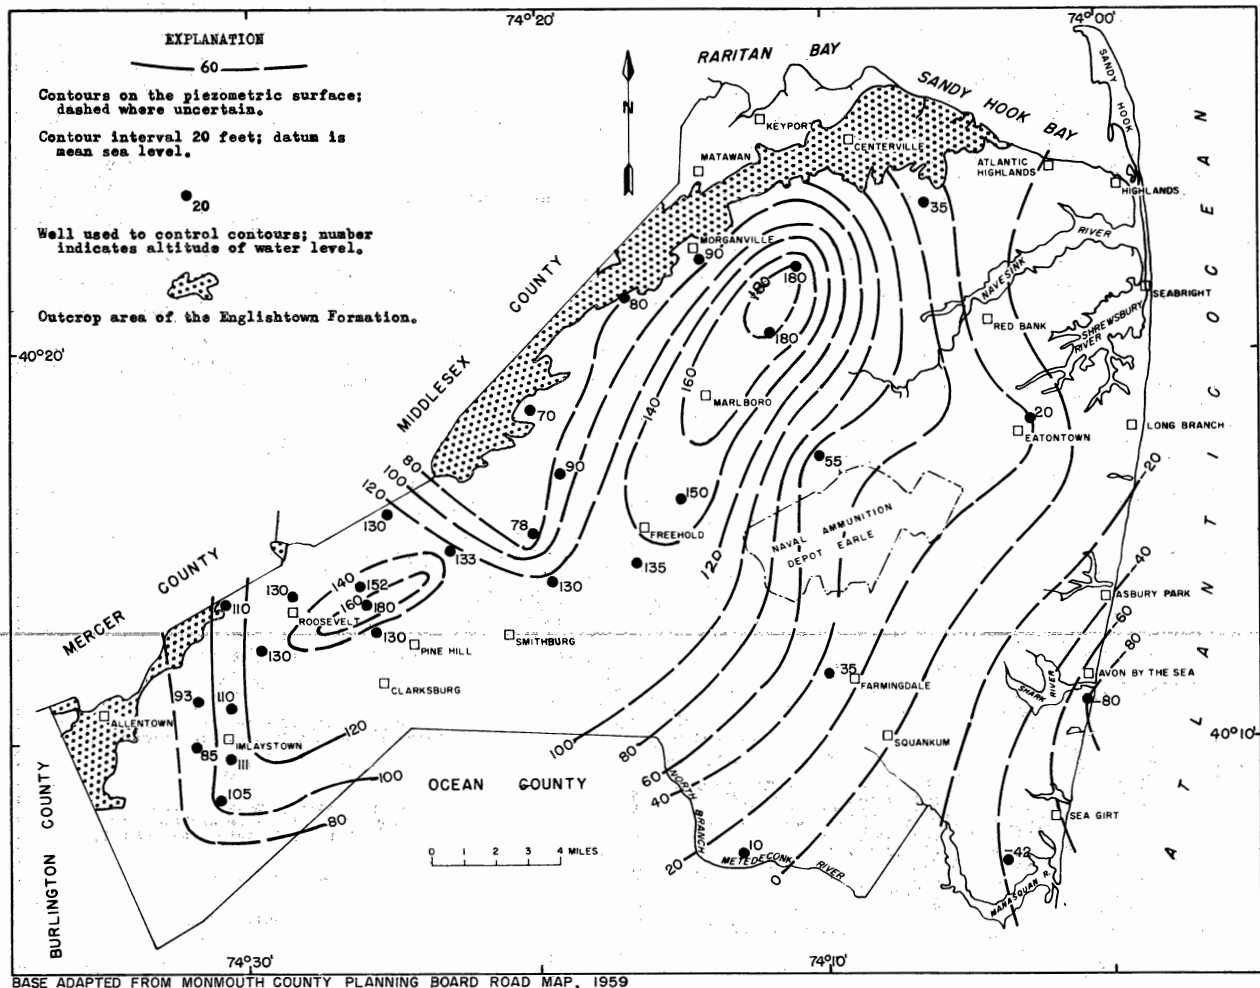 74° 20'
74° 00'
EXPLANATION
60
Contours on the piezometric surface;
dashed where uncertain.
Contour interval 20 feet; datum is
mean sea level.
20
Well used to control contours; number
indicates altitude of water level.
Outcrop area of the Englishtown Formation.
N
RARITAN BAY
SANDY HOOK BAY
SANDY HOOK
ATLANTIC OCEAN
KEYPORT
CENTERVILLE
MATAWAN
ATLANTIC
HIGHLANDS
HIGHLANDS
35
MORGANVILLE
90
NAVESINK RIVER
180
180
80
SEABRIGHT
RED BANK
SHREWSBURY
RIVER
180
40°20'
MIDDLESEX COUNTY
160
140
MARLBORO
70
20
EATONTOWN
LONG BRANCH
80
100
120
90
55
20
150
130
78
FREEHOLD
NAVAL AMMUNITION
DEPOT EARLE
133
120
135
130
40
MERCER COUNTY
140
152
130
160
180
110
ROOSEVELT
ASBURY PARK
60
130
SMITHBURG
80
130
PINE HILL
35
FARMINGDALE
AVON BY THE SEA
SHARK RIVER
93
110
CLARKSBURG
-80
ALLENTOWN
120
SQUANKUM
40°10'
85
IMLAYSTOWN
111
100
80
100
OCEAN COUNTY
60
105
40
80
NORTH BRANCH
METEDECONK RIVER
SEA GIRT
BURLINGTON COUNTY
0 1 2 3 4 MILES
10
20
0
-42
MANASQUAN R.
74°30'
74°10'
BASE ADAPTED FROM MONMOUTH COUNTY PLANNING BOARD ROAD MAP, 1959